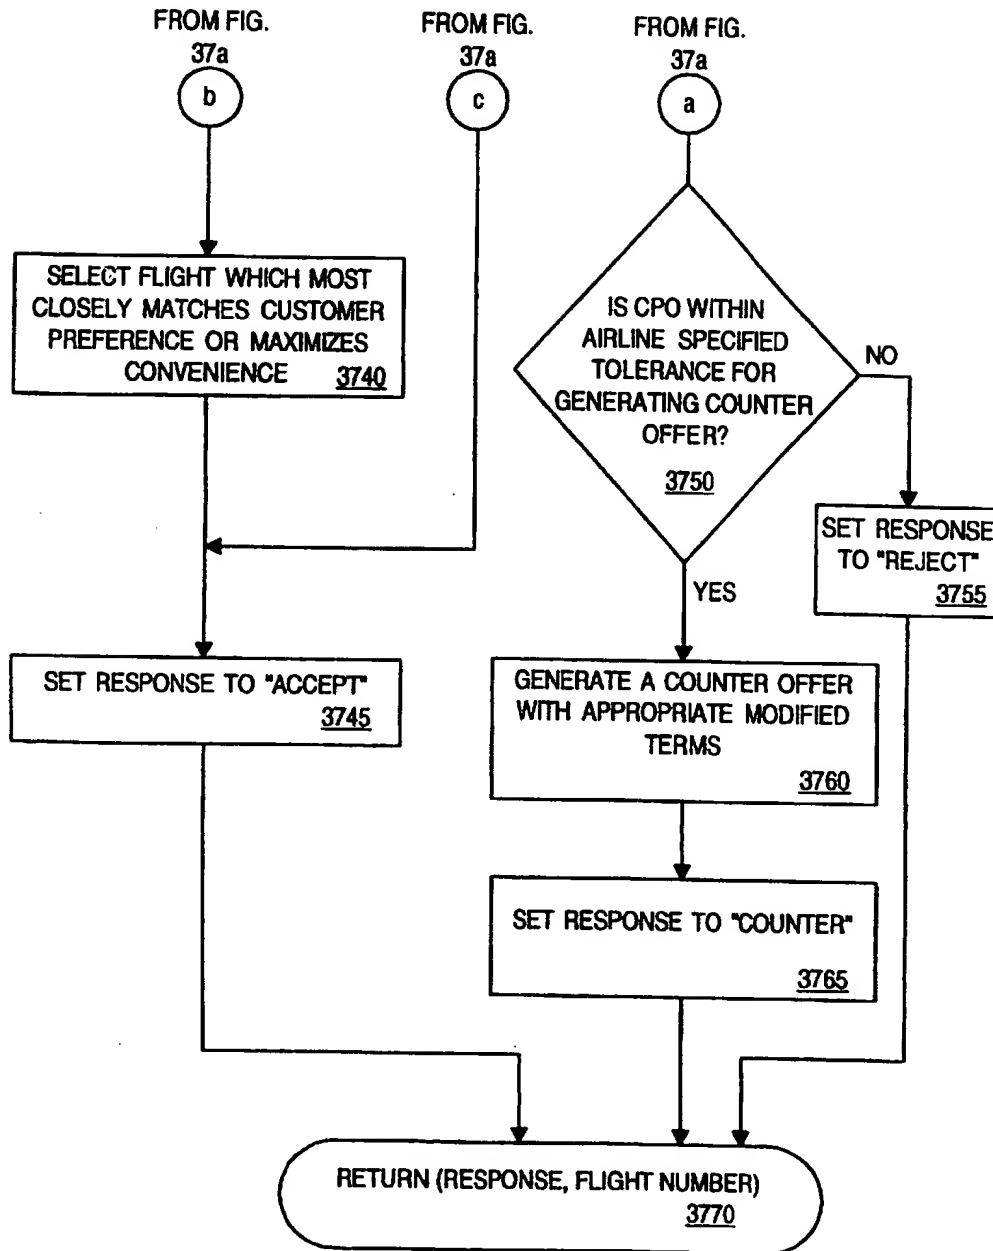 FROM FIG.
37a
b
FROM FIG.
37a
c
FROM FIG.
37a
a
SELECT FLIGHT WHICH MOST
CLOSELY MATCHES CUSTOMER
PREFERENCE OR MAXIMIZES
CONVENIENCE 3740
IS CPO WITHIN
AIRLINE SPECIFIED
TOLERANCE FOR
GENERATING COUNTER
OFFER?
3750
NO
YES
SET RESPONSE
TO "REJECT"
3755
SET RESPONSE TO "ACCEPT"
3745
GENERATE A COUNTER OFFER
WITH APPROPRIATE MODIFIED
TERMS
3760
SET RESPONSE TO "COUNTER"
3765
RETURN (RESPONSE, FLIGHT NUMBER)
3770